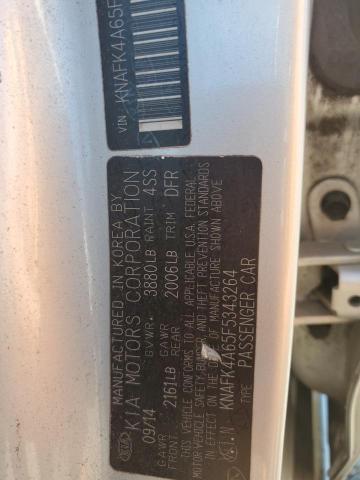 VIN: KNAFK4A65F
MANUFACTURED IN KOREA BY
KIA MOTORS CORPORATION
09/14 GVWR: 3880LB PAINT 4SS
GAWR FRONT 2161LB GAWR REAR 2006LB TRIM DFR
THIS VEHICLE CONFORMS TO ALL APPLICABLE U.S.A. FEDERAL
MOTOR VEHICLE SAFETY, BUMPER AND THEFT PREVENTION STANDARDS
IN EFFECT ON THE DATE OF MANUFACTURE SHOWN ABOVE.
V.I.N: KNAFK4A65F5343264
TYPE: PASSENGER CAR